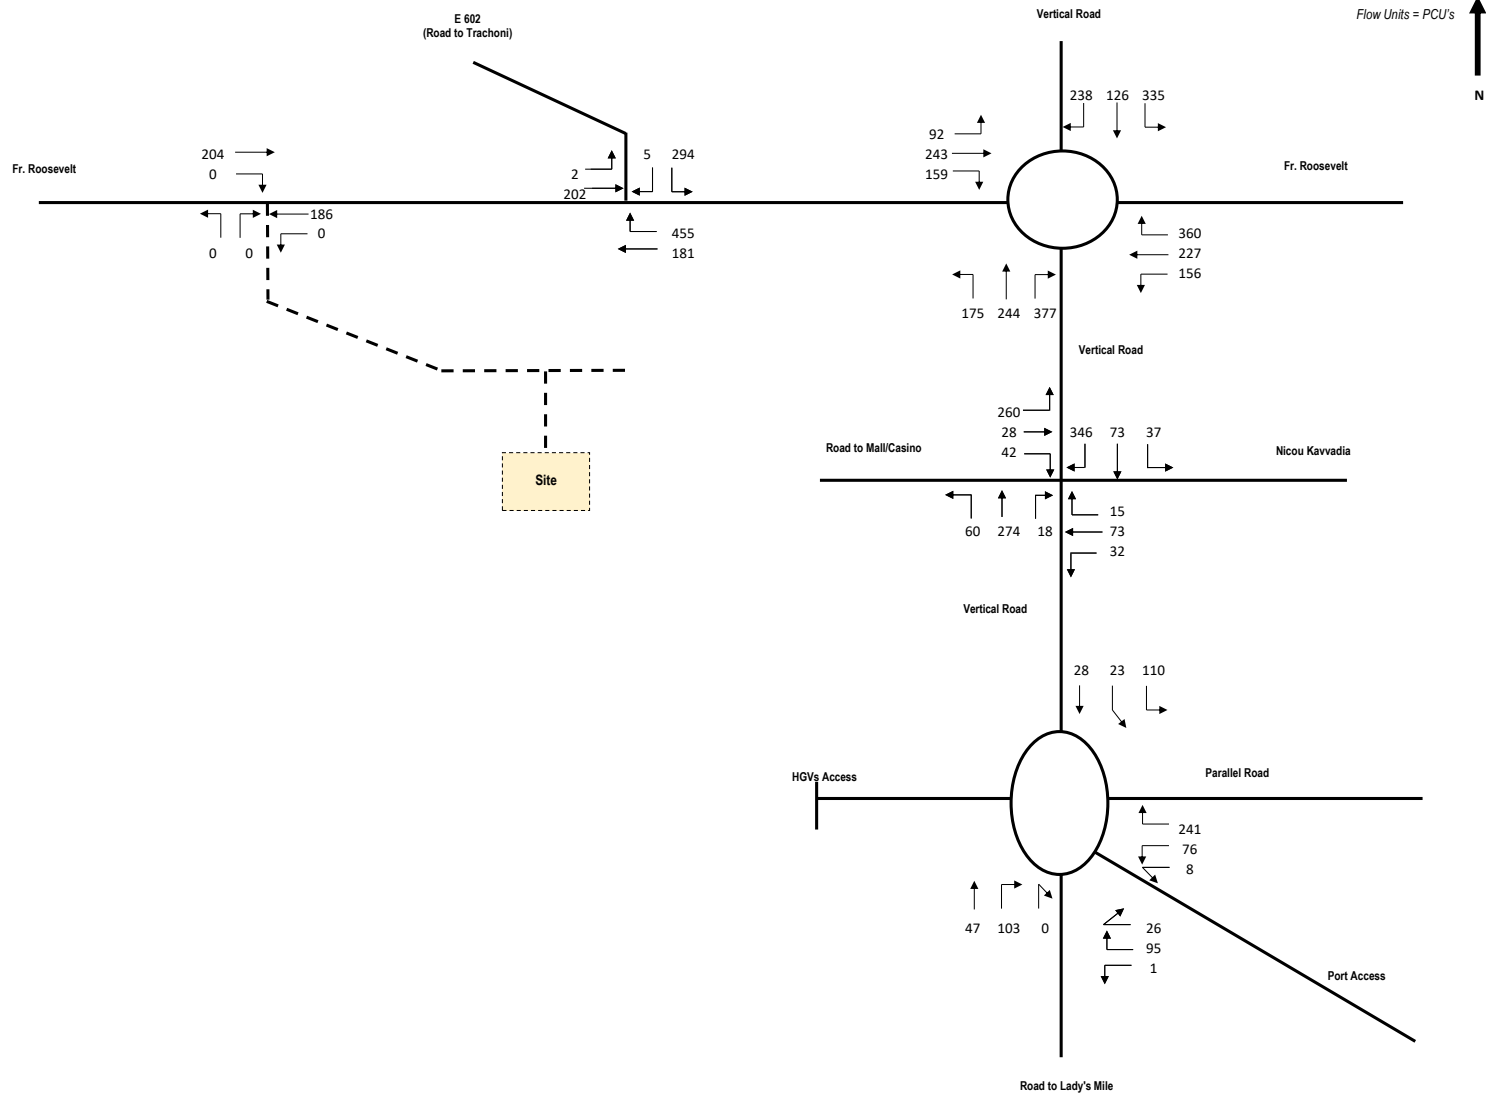 E 602
(Road to Trachoni)
Vertical Road
Flow Units = PCU's
N
238 126 335
92
243
159
Fr. Roosevelt
204
0
2
202
5 294
Fr. Roosevelt
186
0
0 0
455
181
360
227
156
175 244 377
Vertical Road
260
28
42
346 73 37
Road to Mall/Casino
Nicou Kavvadia
Site
60 274 18
15
73
32
Vertical Road
28 23 110
HGVs Access
Parallel Road
241
76
8
47 103 0
26
95
1
Port Access
Road to Lady's Mile